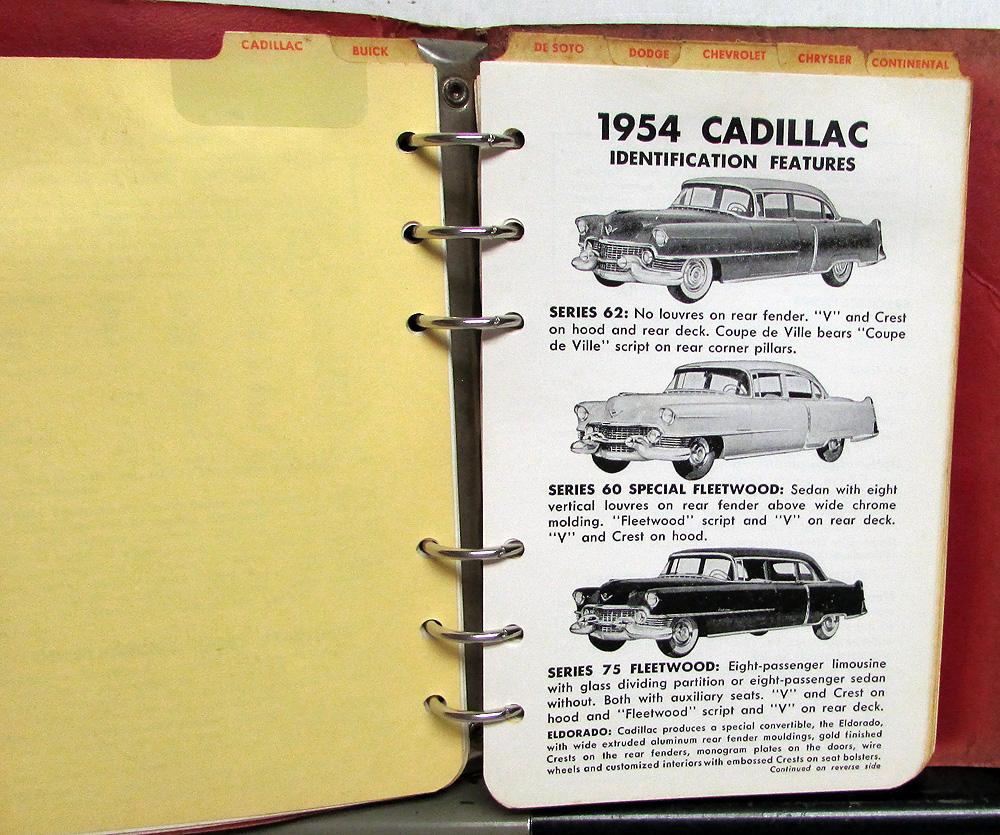 CADILLAC
BUICK
DE SOTO
DODGE
CHEVROLET
CHRYSLER
CONTINENTAL
1954 CADILLAC
IDENTIFICATION FEATURES
SERIES 62: No louvres on rear fender. "V" and Crest
on hood and rear deck. Coupe de Ville bears "Coupe
de Ville" script on rear corner pillars.
SERIES 60 SPECIAL FLEETWOOD: Sedan with eight
vertical louvres on rear fender above wide chrome
molding. "Fleetwood" script and "V" on rear deck.
"V" and Crest on hood.
SERIES 75 FLEETWOOD: Eight-passenger limousine
with glass dividing partition or eight-passenger sedan
without. Both with auxiliary seats. "V" and Crest on
hood and "Fleetwood" script and "V" on rear deck.
ELDORADO: Cadillac produces a special convertible, the Eldorado,
with wide extruded aluminum rear fender mouldings, gold finished
Crests on the rear fenders, monogram plates on the doors, wire
wheels and customized interiors with embossed Crests on seat bolsters.
Continued on reverse side